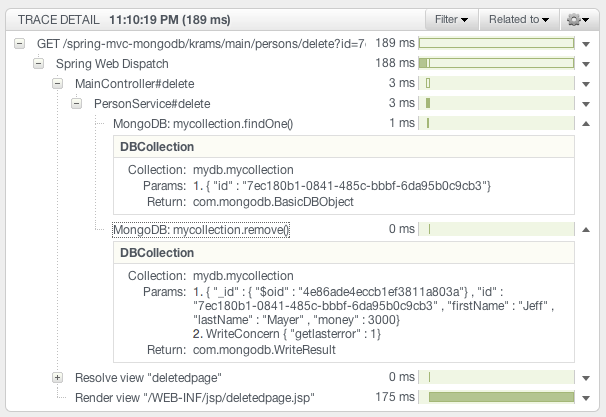 TRACE DETAIL 11:10:19 PM (189 ms) Filter Related to
GET /spring-mvc-mongodb/krams/main/persons/delete?id=7 189 ms
Spring Web Dispatch 188 ms
MainController#delete 3 ms
PersonService#delete 3 ms
MongoDB: mycollection.findOne() 1 ms
DBCollection
Collection: mydb.mycollection
Params: 1. { "id" : "7ec180b1-0841-485c-bbbf-6da95b0c9cb3"}
Return: com.mongodb.BasicDBObject
MongoDB: mycollection.remove() 0 ms
DBCollection
Collection: mydb.mycollection
Params: 1. { "_id" : { "$oid" : "4e86ade4eccb1ef3811a803a"} , "id" :
"7ec180b1-0841-485c-bbbf-6da95b0c9cb3" , "firstName" : "Jeff" ,
"lastName" : "Mayer" , "money" : 3000}
2. WriteConcern { "getlasterror" : 1}
Return: com.mongodb.WriteResult
Resolve view "deletedpage" 0 ms
Render view "/WEB-INF/jsp/deletedpage.jsp" 175 ms